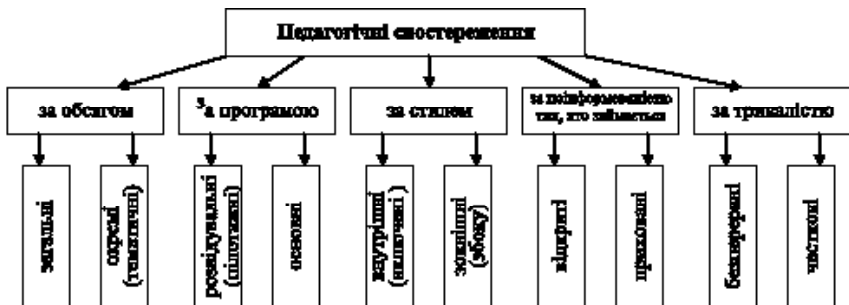 Педагогічні спостереження
за обсягом
за програмою
за стилем
за поінформованістю
тих, хто займається
за тривалістю
загальні
окремі
(тематичні)
розвідувальні
(пілотажні)
основні
внутрішні
(включені)
зовнішні
(збоку)
відкриті
приховані
безперервні
часткові